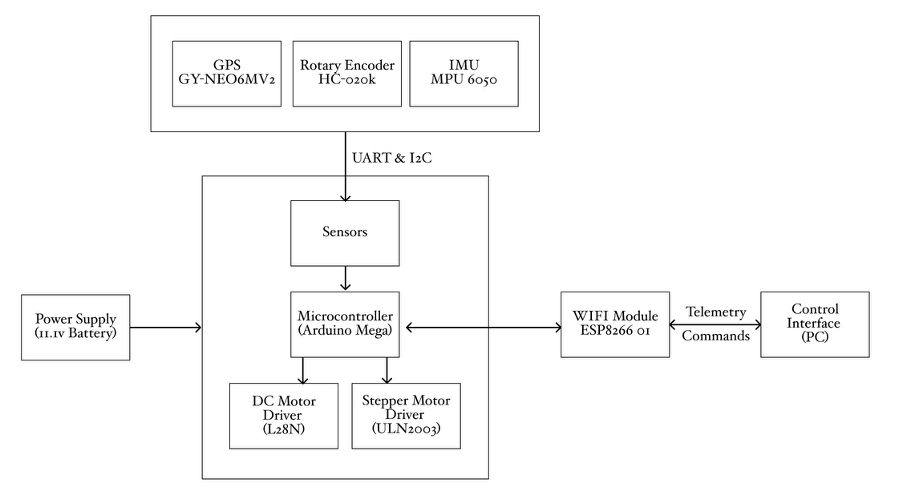 GPS
GY-NEO6MV2
Rotary Encoder
HC-020k
IMU
MPU 6050
UART & I2C
Sensors
Power Supply
(11.1v Battery)
Microcontroller
(Arduino Mega)
WIFI Module
ESP8266 01
Telemetry
Commands
Control
Interface
(PC)
DC Motor
Driver
(L28N)
Stepper Motor
Driver
(ULN2003)